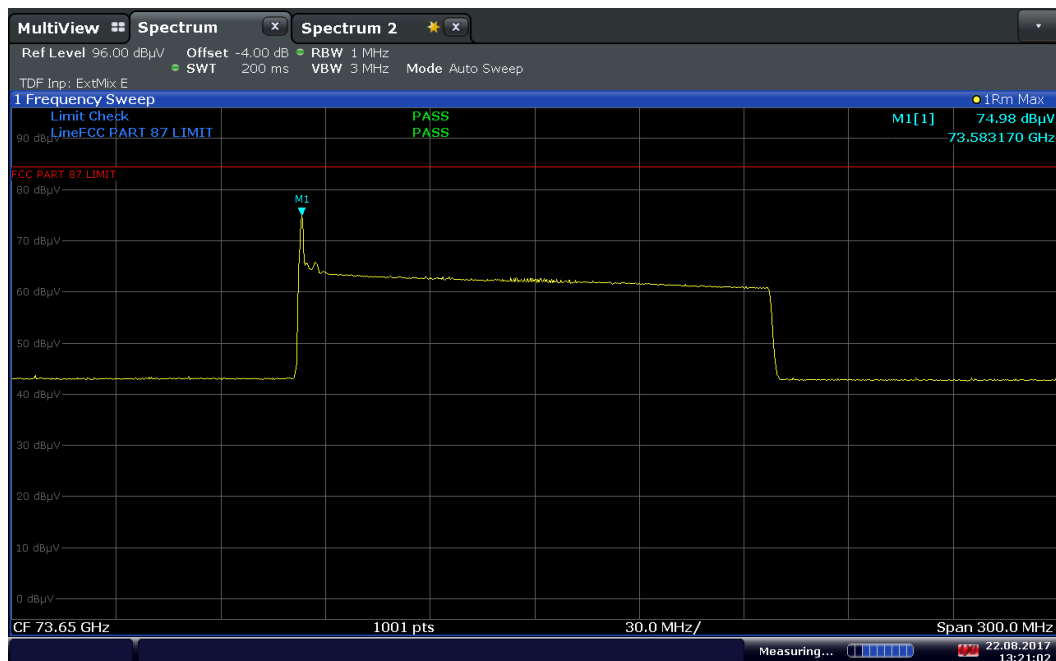 MultiView Spectrum X Spectrum 2 X
Ref Level 96.00 dBµV Offset -4.00 dB RBW 1 MHz
SWT 200 ms VBW 3 MHz Mode Auto Sweep
TDF Inp: ExtMix E
1 Frequency Sweep 1Rm Max
Limit Check PASS M1[1] 74.98 dBµV
LineFCC PART 87 LIMIT PASS 73.583170 GHz
90 dBµV
FCC PART 87 LIMIT
80 dBµV
M1
70 dBµV
60 dBµV
50 dBµV
40 dBµV
30 dBµV
20 dBµV
10 dBµV
0 dBµV
CF 73.65 GHz 1001 pts 30.0 MHz/ Span 300.0 MHz
Measuring... 22.08.2017
13:21:02